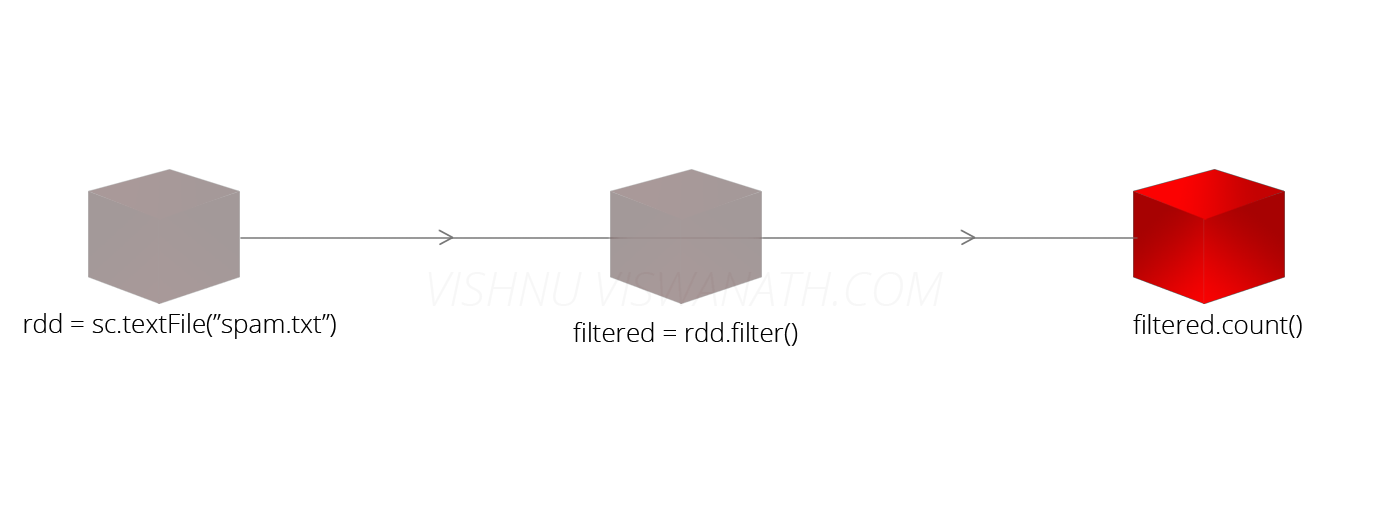 VISHNU VISWANATH.COM
rdd = sc.textFile(”spam.txt”)
filtered = rdd.filter()
filtered.count()